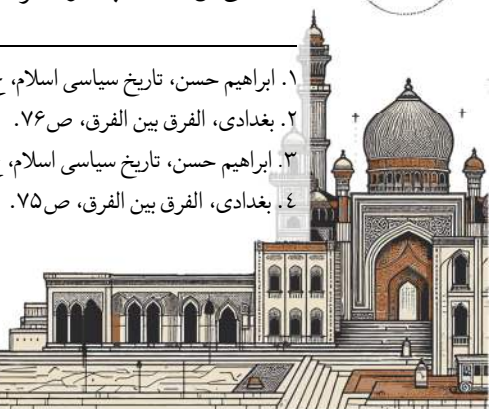 ۱. ابراهیم حسن، تاریخ سیاسی اسلام،
۲. بغدادی، الفرق بین الفرق، ص۷۶.
۳. ابراهیم حسن، تاریخ سیاسی اسلام،
٤. بغدادی، الفرق بین الفرق، ص۷۵.